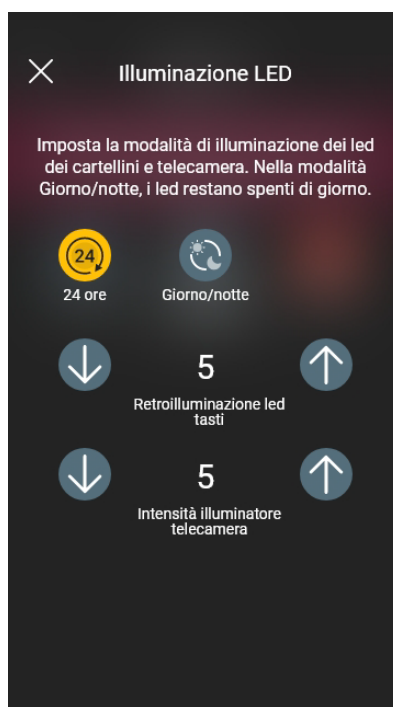 Illuminazione LED
Imposta la modalità di illuminazione dei led
dei cartellini e telecamera. Nella modalità
Giorno/notte, i led restano spenti di giorno.
24
24 ore
Giorno/notte
5
Retroilluminazione led
tasti
5
Intensità illuminatore
telecamera